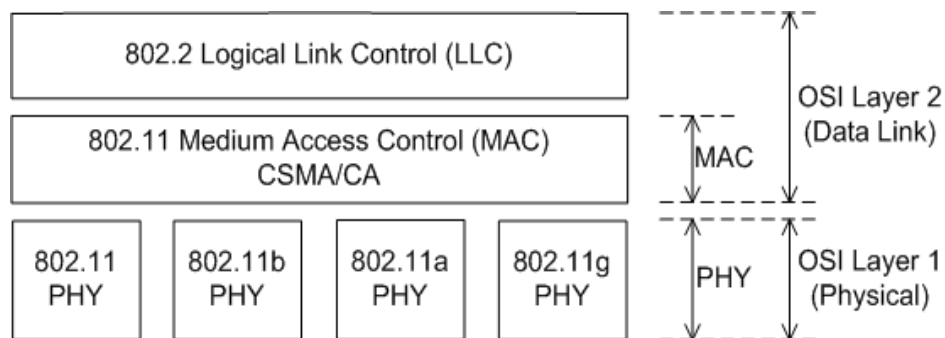 802.2 Logical Link Control (LLC)
OSI Layer 2
(Data Link)
802.11 Medium Access Control (MAC)
CSMA/CA
MAC
802.11
PHY
802.11b
PHY
802.11a
PHY
802.11g
PHY
PHY
OSI Layer 1
(Physical)